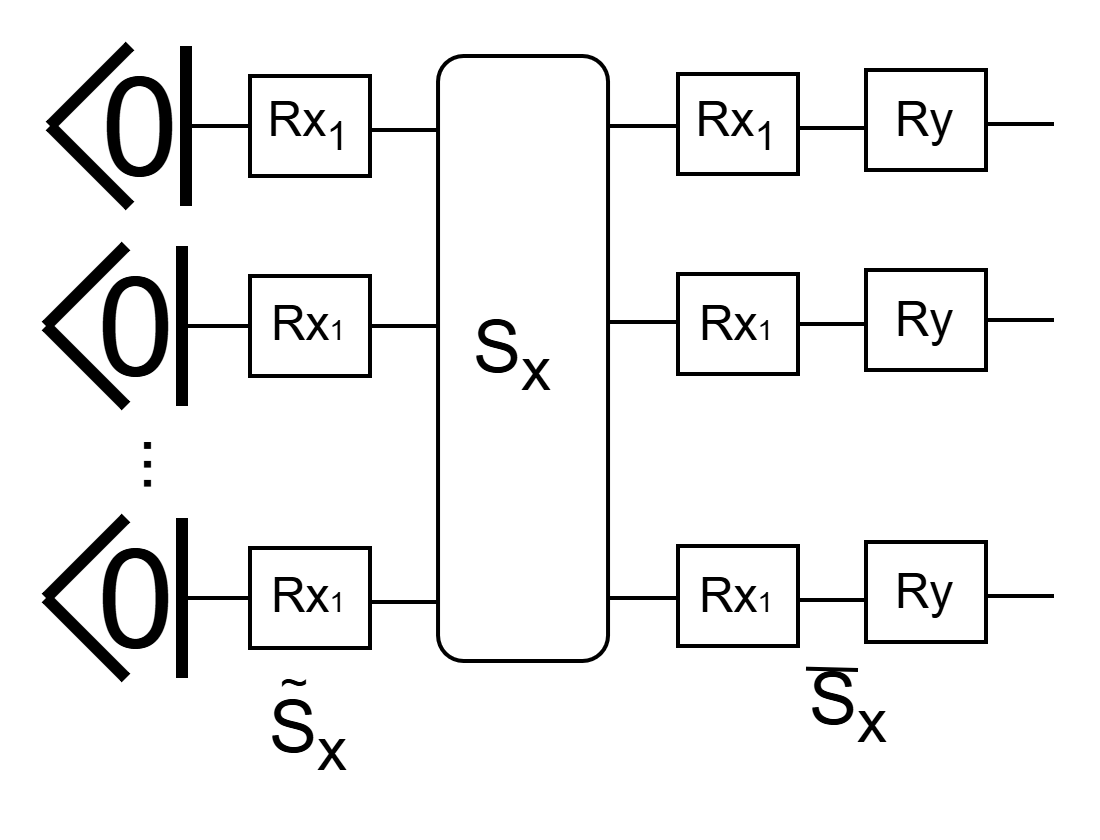 <0| Rx₁ Rx₁ Ry
<0| Rx₁ Sₓ Rx₁ Ry
⋮
<0| Rx₁ Rx₁ Ry
S̃ₓ S̅ₓ